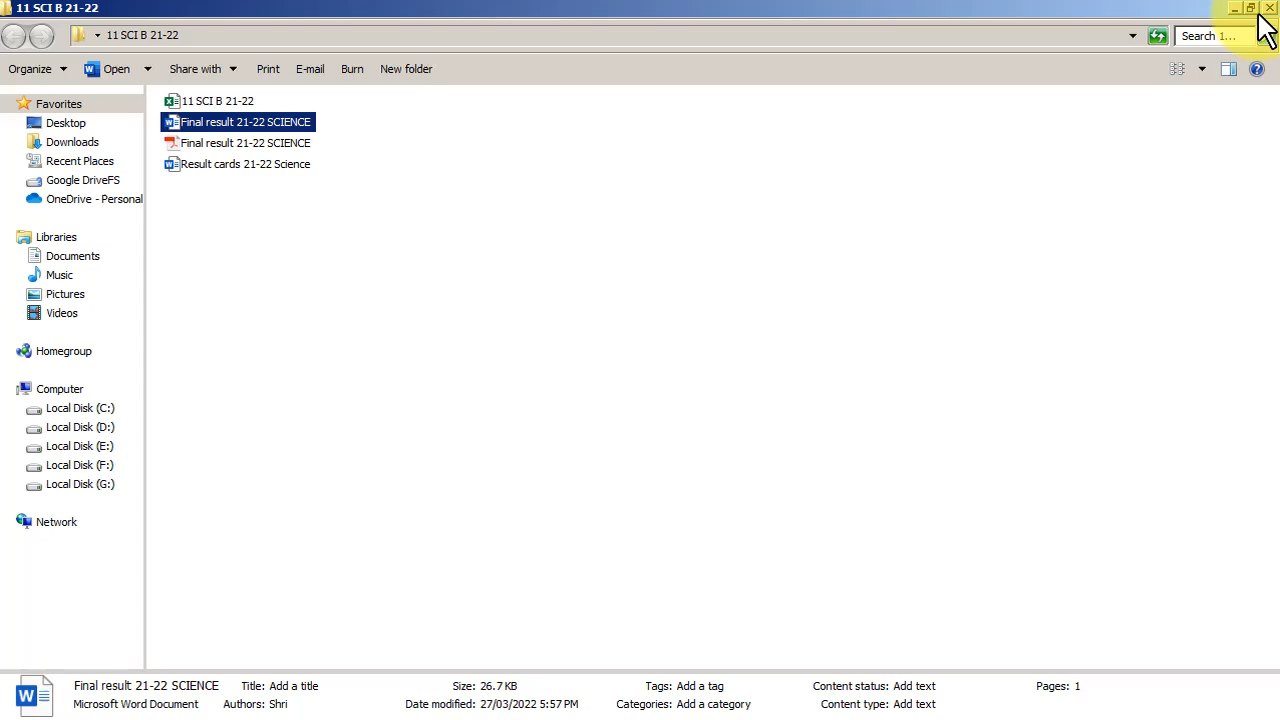 11 SCI B 21-22
11 SCI B 21-22
Search 1...
Organize
Open
Share with
Print
E-mail
Burn
New folder
Favorites
Desktop
Downloads
Recent Places
Google DriveFS
OneDrive - Personal
Libraries
Documents
Music
Pictures
Videos
Homegroup
Computer
Local Disk (C:)
Local Disk (D:)
Local Disk (E:)
Local Disk (F:)
Local Disk (G:)
Network
11 SCI B 21-22
Final result 21-22 SCIENCE
Final result 21-22 SCIENCE
Result cards 21-22 Science
Final result 21-22 SCIENCE Title: Add a title Size: 26.7 KB Tags: Add a tag Content status: Add text Pages: 1
Microsoft Word Document Authors: Shri Date modified: 27/03/2022 5:57 PM Categories: Add a category Content type: Add text